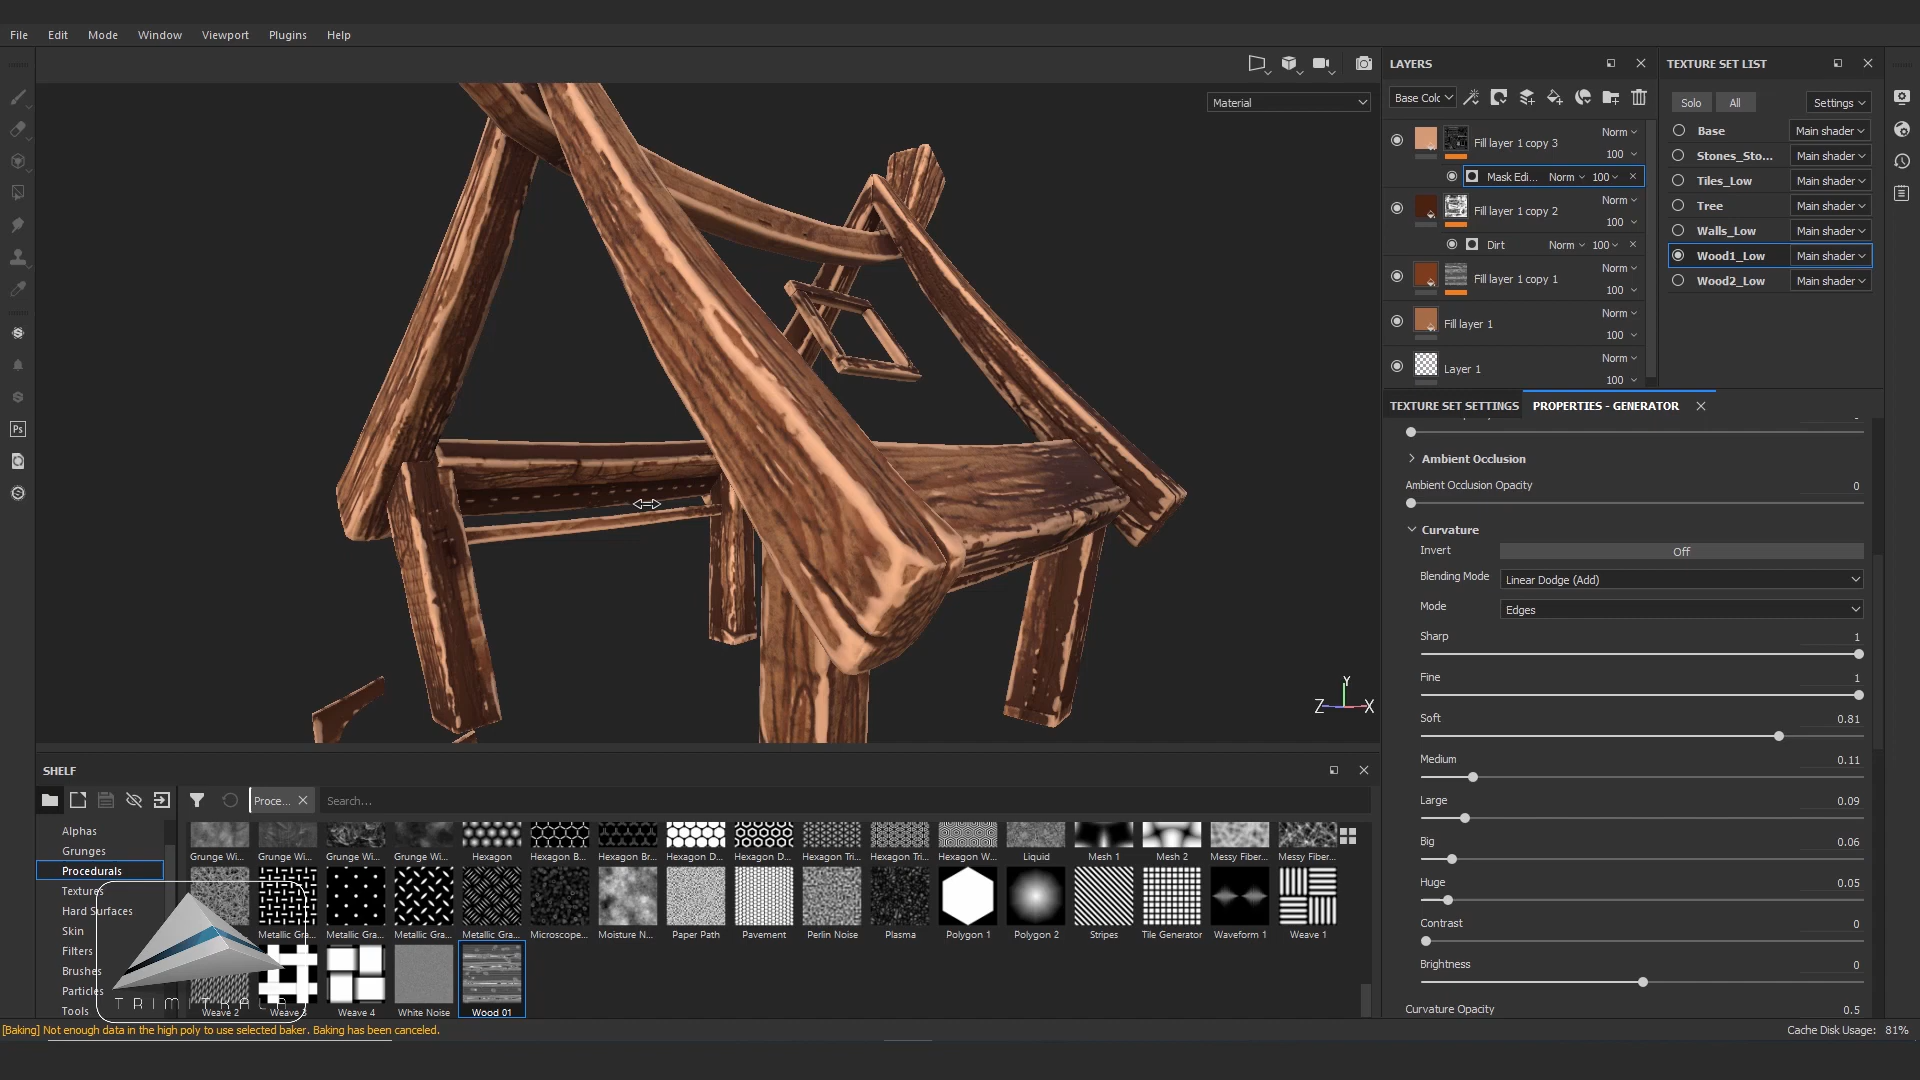 File Edit Mode Window Viewport Plugins Help
Material
Y
Z X
LAYERS
Base Colc
Fill layer 1 copy 3 Norm 100
Mask Edi... Norm 100
Fill layer 1 copy 2 Norm 100
Dirt Norm 100
Fill layer 1 copy 1 Norm 100
Fill layer 1 Norm 100
Layer 1 Norm 100
TEXTURE SET LIST
Solo All Settings
Base Main shader
Stones_Sto... Main shader
Tiles_Low Main shader
Tree Main shader
Walls_Low Main shader
Wood1_Low Main shader
Wood2_Low Main shader
TEXTURE SET SETTINGS PROPERTIES - GENERATOR
Ambient Occlusion
Ambient Occlusion Opacity 0
Curvature
Invert Off
Blending Mode Linear Dodge (Add)
Mode Edges
Sharp 1
Fine 1
Soft 0.81
Medium 0.11
Large 0.09
Big 0.06
Huge 0.05
Contrast 0
Brightness 0
Curvature Opacity 0.5
Ps
SHELF
Proce... Search...
Alphas
Grunges
Procedurals
Textures
Hard Surfaces
Skin
Filters
Brushes
Particles
Tools
Grunge Wi... Grunge Wi... Grunge Wi... Grunge Wi... Hexagon Hexagon B... Hexagon Br... Hexagon D... Hexagon D... Hexagon Tri... Hexagon Tri... Hexagon W... Liquid Mesh 1 Mesh 2 Messy Fiber... Messy Fiber...
Metallic Gra... Metallic Gra... Metallic Gra... Metallic Gra... Microscope... Moisture N... Paper Path Pavement Perlin Noise Plasma Polygon 1 Polygon 2 Stripes Tile Generator Waveform 1 Weave 1
Weave 2 Weave 3 Weave 4 White Noise Wood 01
[Baking] Not enough data in the high poly to use selected baker. Baking has been canceled.
Cache Disk Usage: 81%